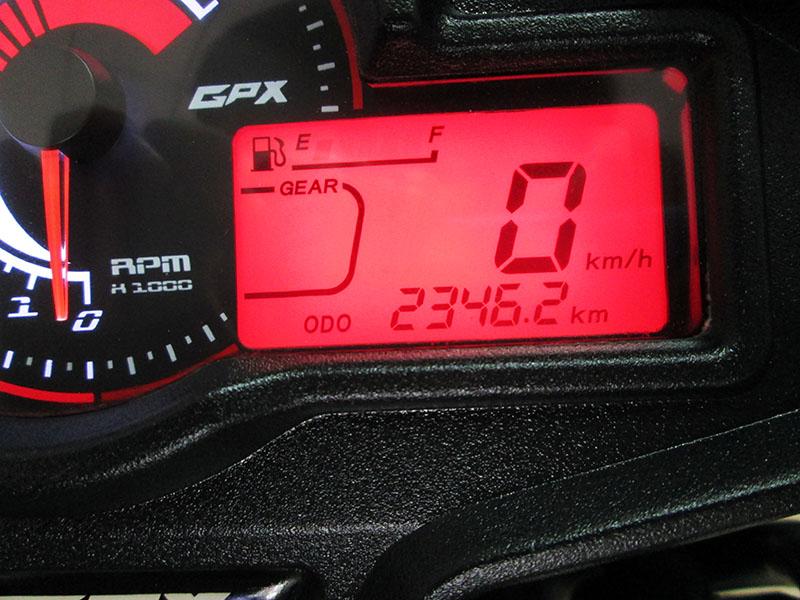 GPX
E F
GEAR
0 km/h
RPM
X 1000
1 0
ODO 2346.2 km